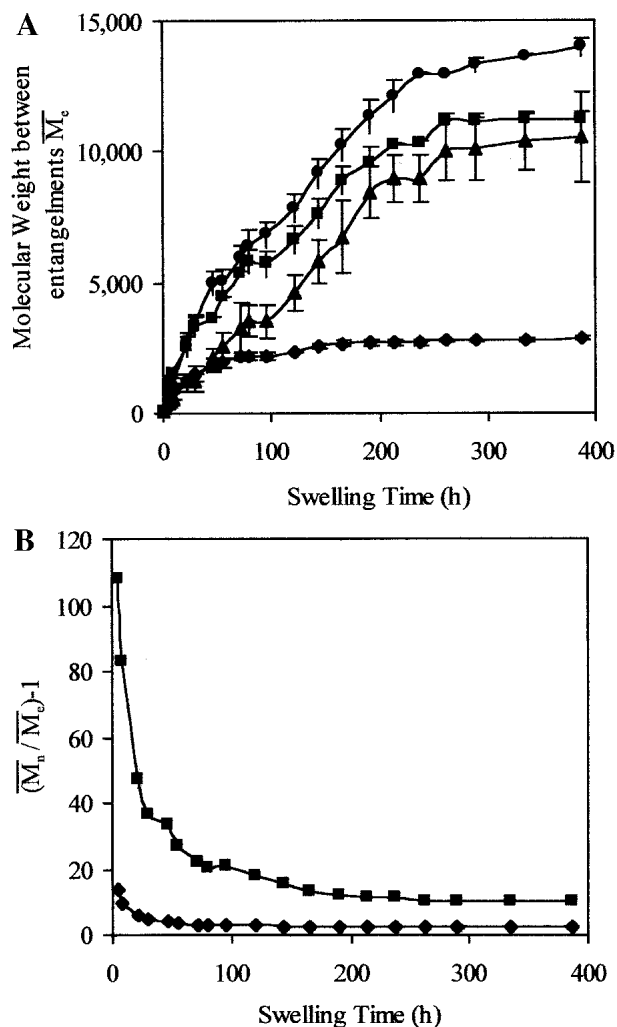 A
15,000
10,000
5,000
0
Molecular Weight between
entangelments M̅e
0 100 200 300 400
Swelling Time (h)
B
120
100
80
60
40
20
0
(M̅n / M̅e)-1
0 100 200 300 400
Swelling Time (h)